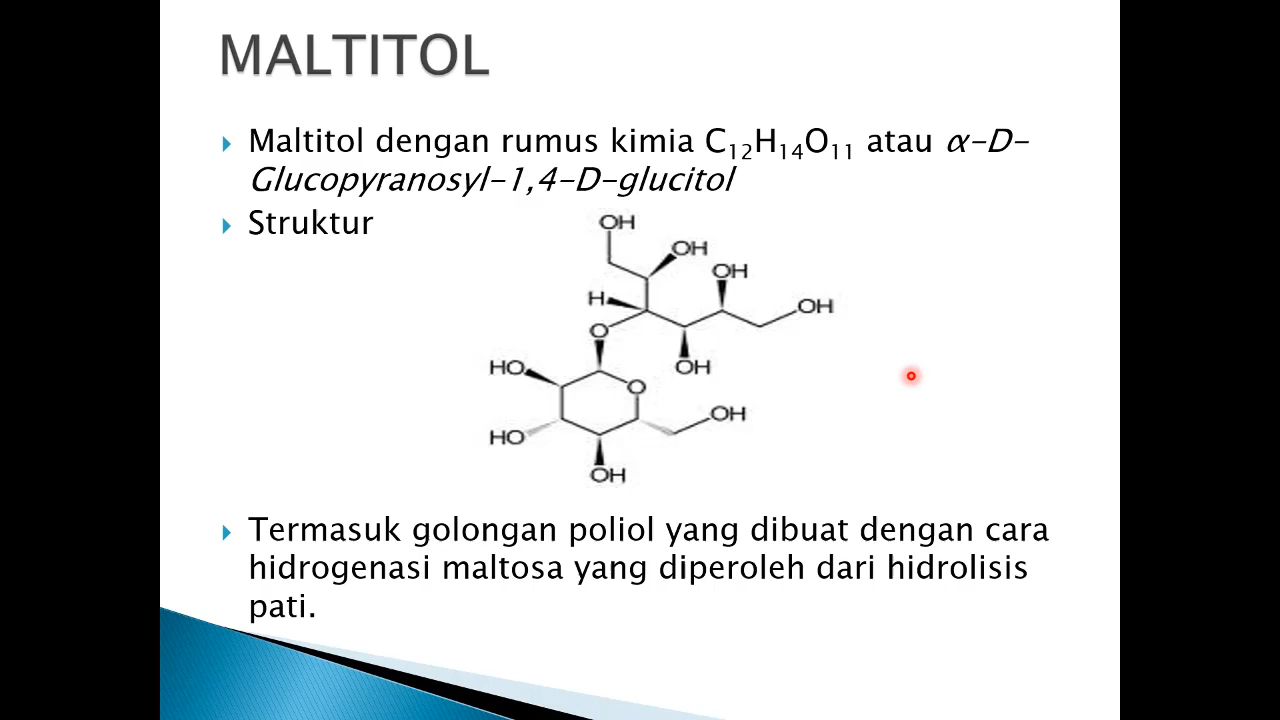 MALTITOL
Maltitol dengan rumus kimia C₁₂H₁₄O₁₁ atau α-D-
Glucopyranosyl-1,4-D-glucitol
Struktur
OH
OH
OH
H
OH
O
HO
OH
O
OH
HO
OH
Termasuk golongan poliol yang dibuat dengan cara
hidrogenasi maltosa yang diperoleh dari hidrolisis
pati.